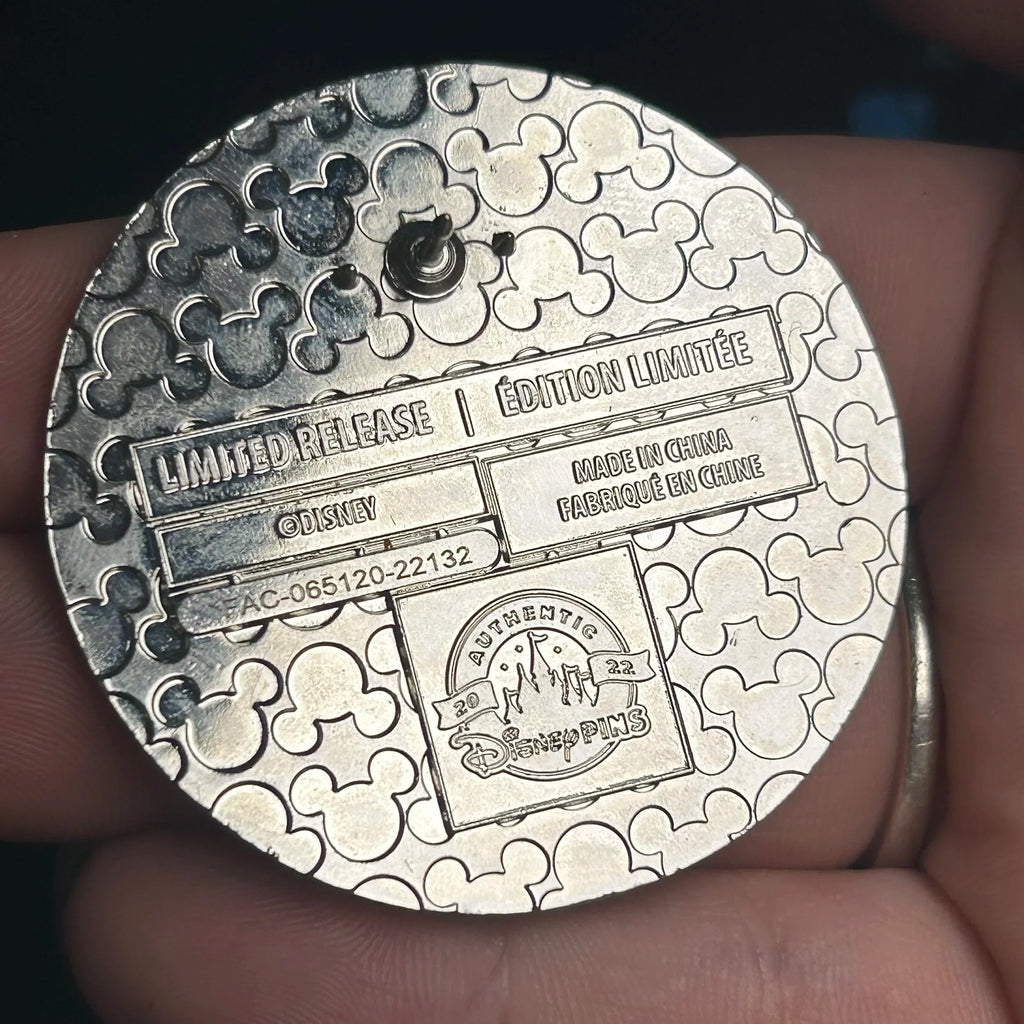 LIMITED RELEASE | ÉDITION LIMITÉE
©DISNEY
MADE IN CHINA
FABRIQUÉ EN CHINE
FAC-065120-22132
AUTHENTIC
20 22
Disney PINS